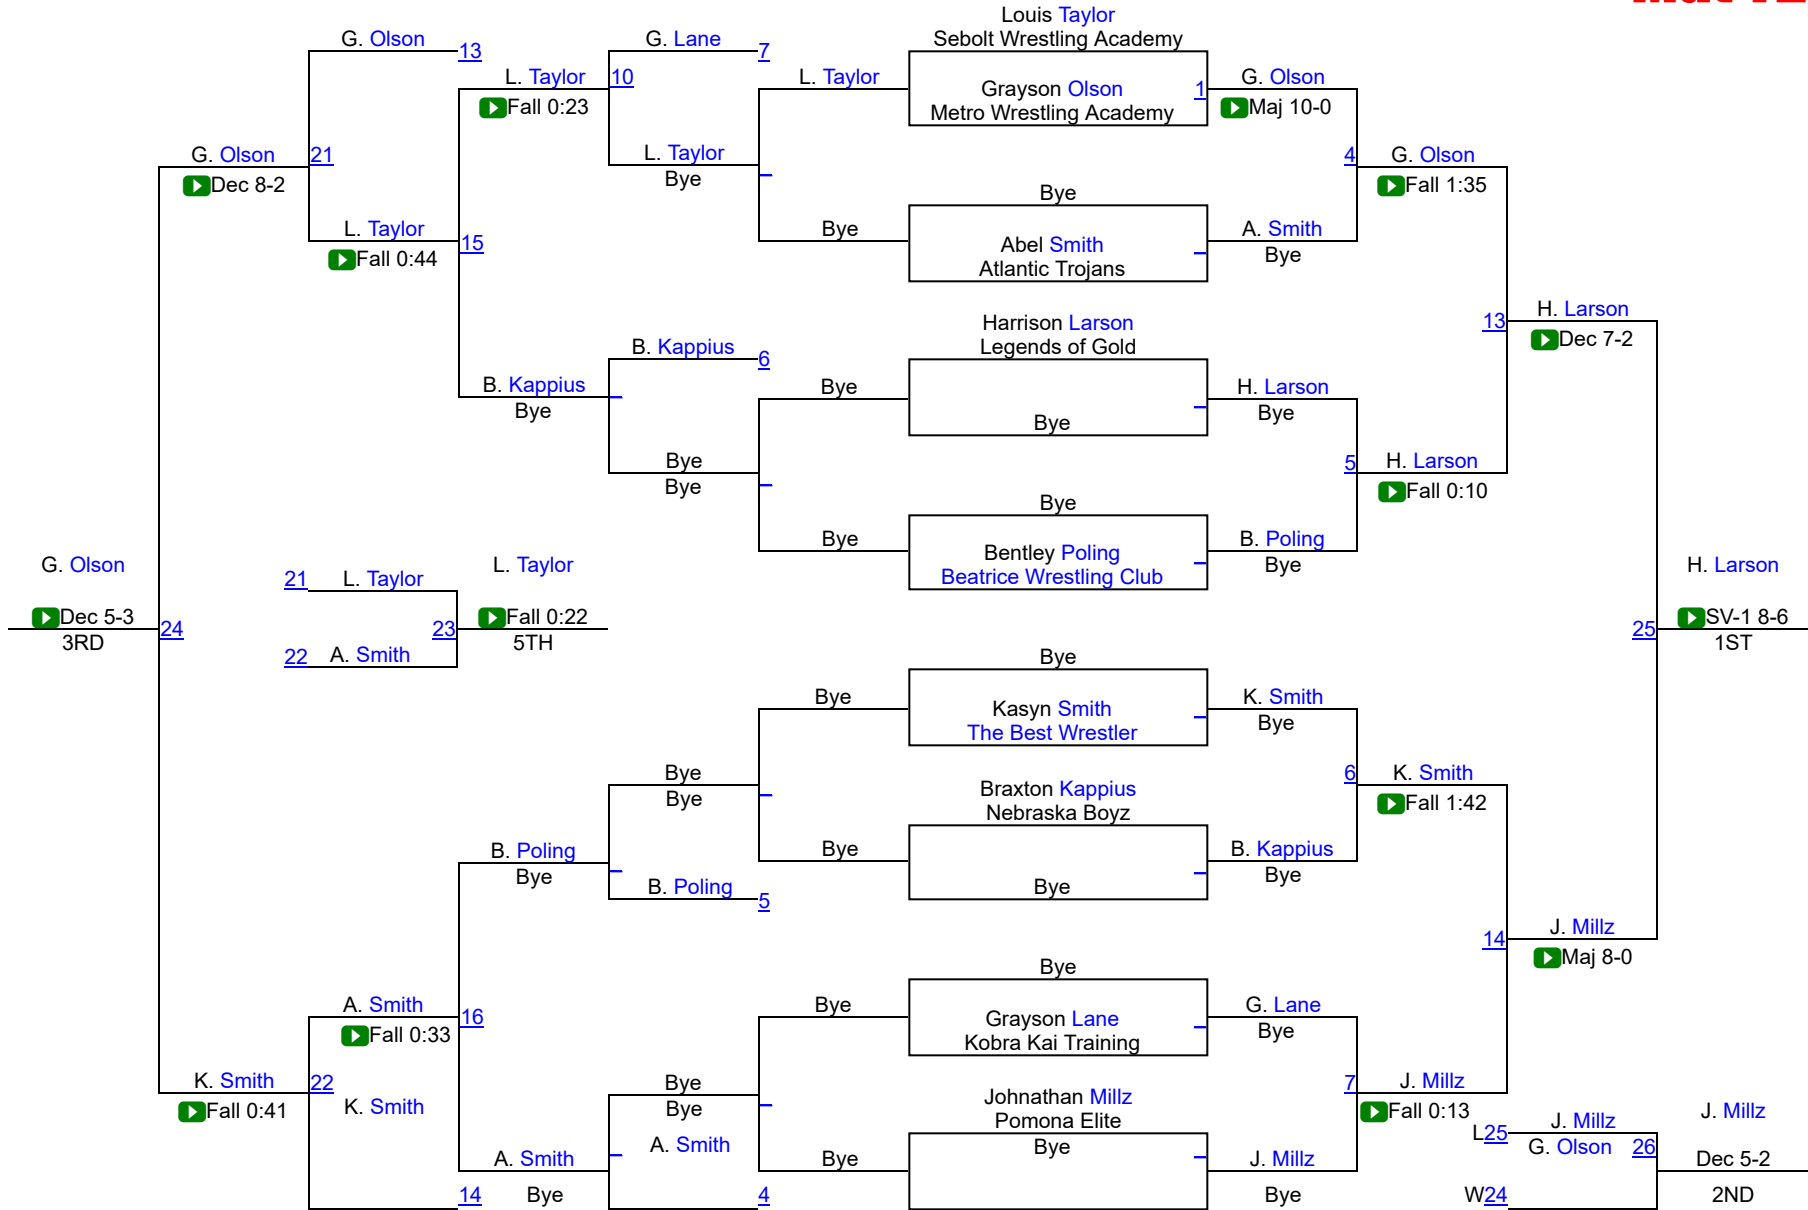 Louis Taylor
G. Olson
G. Lane
Sebolt Wrestling Academy
13
7
L. Taylor
10
L. Taylor
Grayson Olson
1
G. Olson
Fall 0:23
Metro Wrestling Academy
Maj 10-0
G. Olson
21
L. Taylor
4
G. Olson
Dec 8-2
Bye
Fall 1:35
Bye
L. Taylor
15
Bye
Abel Smith
A. Smith
Fall 0:44
Atlantic Trojans
Bye
Harrison Larson
13
H. Larson
B. Kappius
6
Legends of Gold
Dec 7-2
B. Kappius
Bye
H. Larson
Bye
Bye
Bye
Bye
5
H. Larson
Bye
Fall 0:10
Bye
Bye
Bentley Poling
B. Poling
Beatrice Wrestling Club
Bye
G. Olson
L. Taylor
H. Larson
21
L. Taylor
Dec 5-3
24
23
Fall 0:22
25
SV-1 8-6
3RD
22
A. Smith
5TH
1ST
Bye
Bye
Kasyn Smith
K. Smith
The Best Wrestler
Bye
Bye
Braxton Kappius
6
K. Smith
Bye
Nebraska Boyz
Fall 1:42
B. Poling
Bye
B. Kappius
Bye
B. Poling
5
Bye
Bye
14
J. Millz
Bye
Maj 8-0
A. Smith
16
Bye
Grayson Lane
G. Lane
Fall 0:33
Kobra Kai Training
Bye
K. Smith
22
Bye
Johnathan Millz
7
J. Millz
Fall 0:41
K. Smith
Bye
Pomona Elite
Fall 0:13
J. Millz
J. Millz
L25
A. Smith
Bye
G. Olson
26
A. Smith
Bye
J. Millz
Dec 5-2
14
Bye
4
Bye
W24
2ND